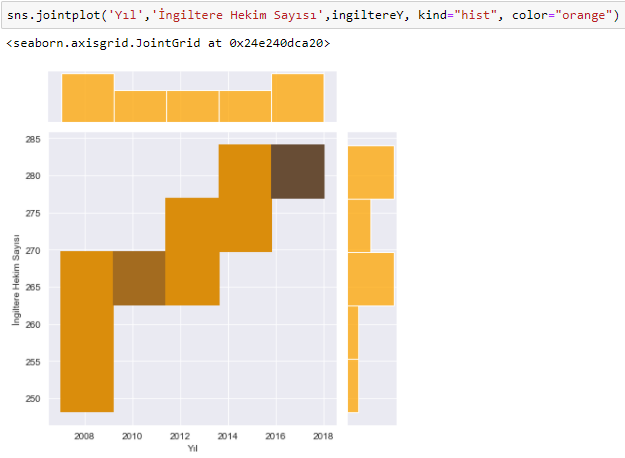 sns.jointplot('Yıl','İngiltere Hekim Sayısı',ingiltereY, kind="hist", color="orange")
<seaborn.axisgrid.JointGrid at 0x24e240dca20>
285
280
275
270
265
260
255
250
İngiltere Hekim Sayısı
2008 2010 2012 2014 2016 2018
Yıl